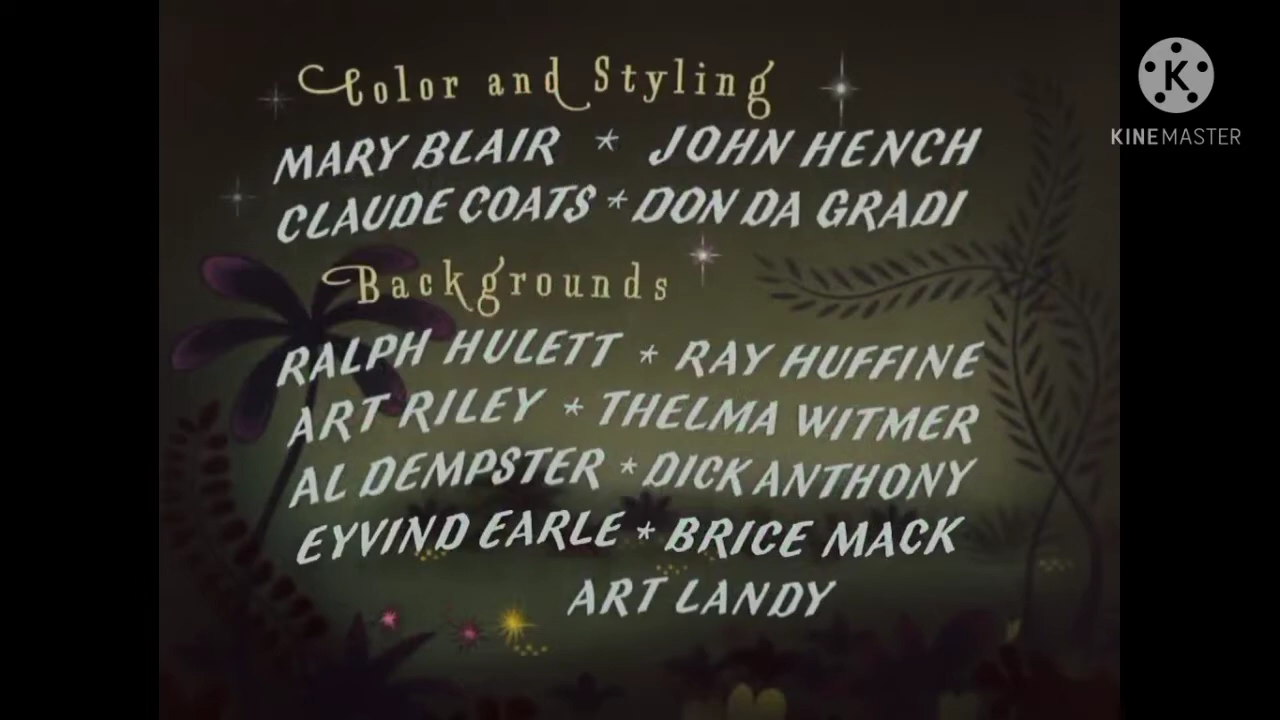 Color and Styling
MARY BLAIR * JOHN HENCH
CLAUDE COATS * DON DA GRADI
Backgrounds
RALPH HULETT * RAY HUFFINE
ART RILEY * THELMA WITMER
AL DEMPSTER * DICK ANTHONY
EYVIND EARLE * BRICE MACK
ART LANDY
K
KINEMASTER